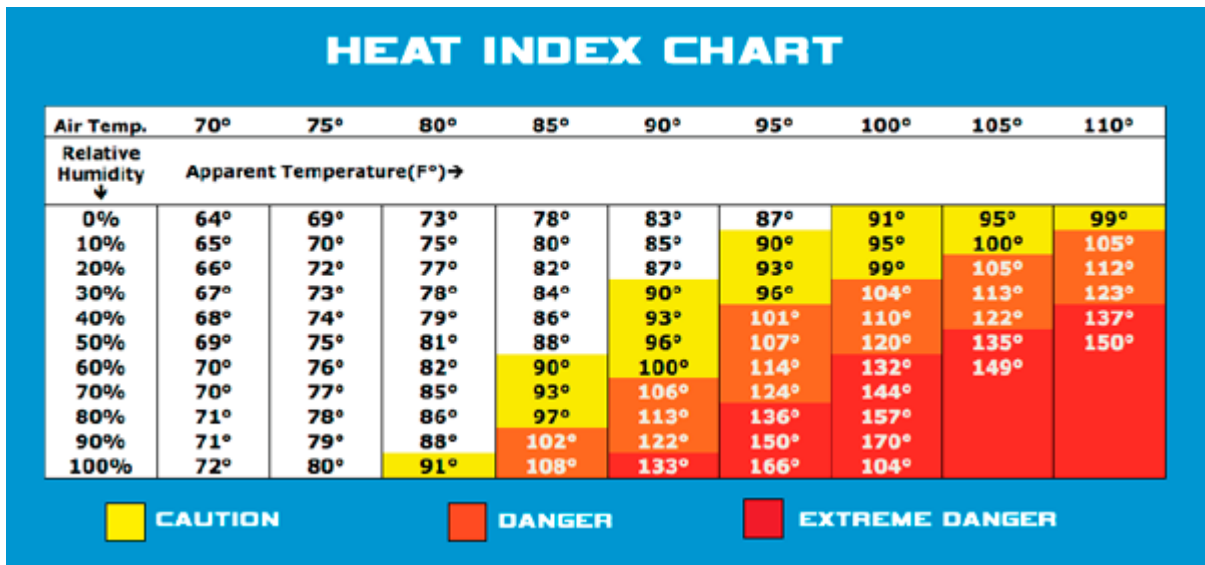 HEAT INDEX CHART
Air Temp. 70° 75° 80° 85° 90° 95° 100° 105° 110°
Relative
Humidity
Apparent Temperature(F°)→
↓
0% 64° 69° 73° 78° 83° 87° 91° 95° 99°
10% 65° 70° 75° 80° 85° 90° 95° 100° 105°
20% 66° 72° 77° 82° 87° 93° 99° 105° 112°
30% 67° 73° 78° 84° 90° 96° 104° 113° 123°
40% 68° 74° 79° 86° 93° 101° 110° 122° 137°
50% 69° 75° 81° 88° 96° 107° 120° 135° 150°
60% 70° 76° 82° 90° 100° 114° 132° 149°
70% 70° 77° 85° 93° 106° 124° 144°
80% 71° 78° 86° 97° 113° 136° 157°
90% 71° 79° 88° 102° 122° 150° 170°
100% 72° 80° 91° 108° 133° 166° 104°
CAUTION DANGER EXTREME DANGER